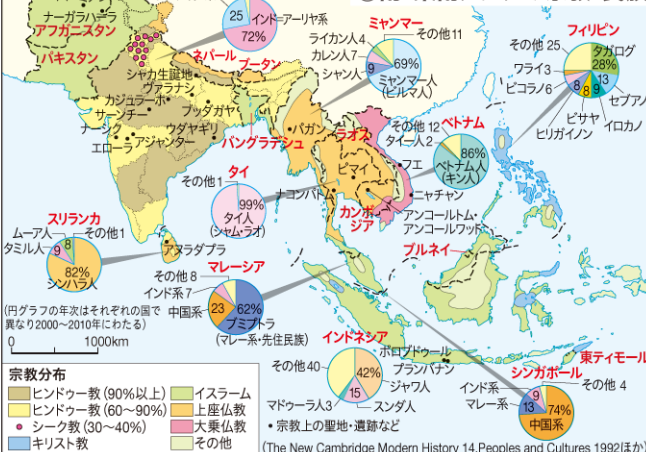 ナーガラハーラ
アフガニスタン
パキスタン
25
インド=アーリヤ系
72%
ネパール
ブータン
シャカ生誕地
ヴァラナシ
カジュラーホ
サーンチー
ブッダガヤ
ナーシク
ウダヤギリ
アジャンター
エローラ
バングラデシュ
ミャンマー
ライカン人4
その他11
カレン人7
シャン人
9
69%
ミャンマー人
(ビルマ人)
フィリピン
その他 25
タガログ
28%
ワライ3
ビコラノ6
8
8
9
13
セブアノ
イロカノ
ビサヤ
ヒリガイノン
パガン
ラオス
ピマイ
ベトナム
その他 12
タイー人2
86%
ベトナム人
(キン人)
フエ
ニャチャン
タイ
その他1
99%
タイ人
(シャム・ラオ)
ナコンパトム
カンボジア
アンコールトム・
アンコールワット
ブルネイ
スリランカ
ムーア人
8
その他1
タミル人
9
82%
シンハラ人
アヌラダプラ
マレーシア
その他 8
インド系 7
中国系
23
62%
ブミプトラ
(マレー系・先住民族)
(円グラフの年次はそれぞれの国で
異なり2000〜2010年にわたる)
0 1000km
インドネシア
その他40
42%
ジャワ人
15
マドゥーラ人3
スンダ人
ボロブドゥール
プランバナン
東ティモール
シンガポール
インド系
9
その他 4
マレー系
13
74%
中国系
宗教分布
ヒンドゥー教(90%以上)
イスラーム
ヒンドゥー教(60〜90%)
上座仏教
シーク教(30〜40%)
大乗仏教
キリスト教
その他
• 宗教上の聖地・遺跡など
(The New Cambridge Modern History 14,Peoples and Cultures 1992ほか)